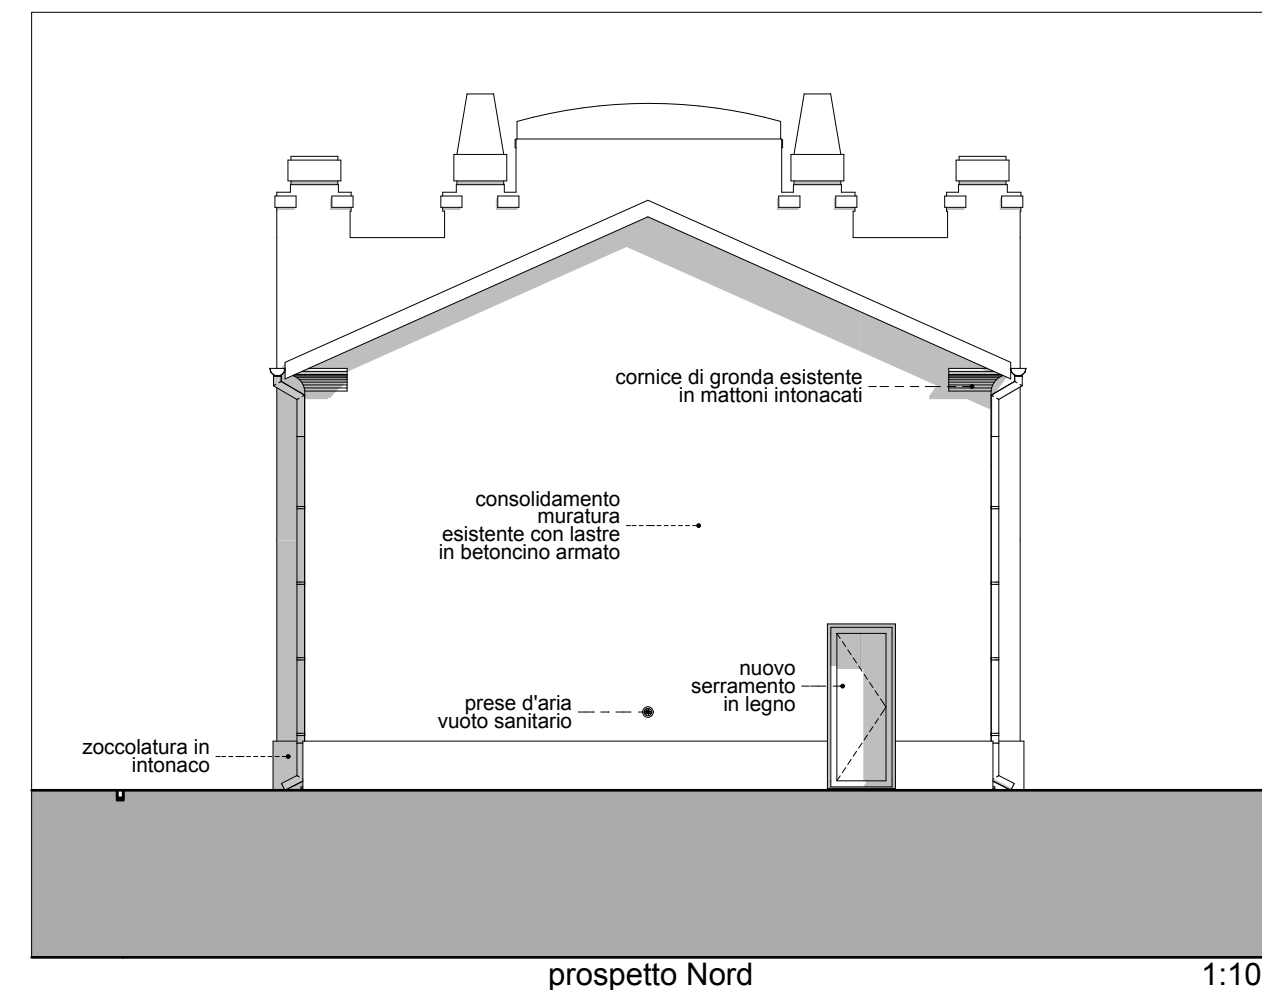 cornice di gronda esistente
in mattoni intonacati
consolidamento
muratura
esistente con lastre
in betoncino armato
nuovo
serramento
in legno
prese d'aria
vuoto sanitario
zoccolatura in
intonaco
prospetto Nord
1:10